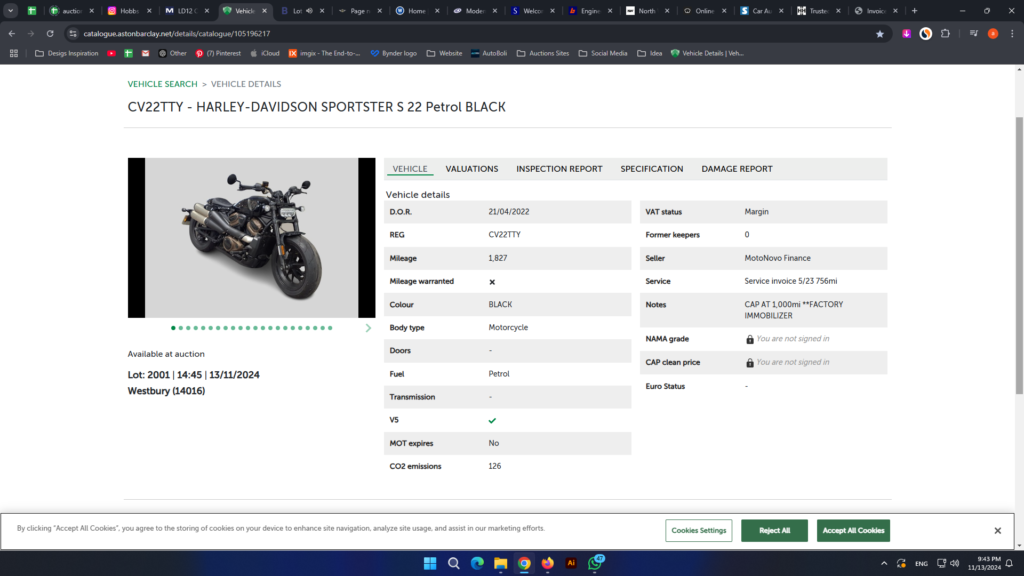 auction
Hobbi
LD12 C
Vehicle
Lot
Page n
Home
Modern
Welco
Engine
North
Online
Car Au
Truste
Invoic
catalogue.astonbarclay.net/details/catalogue/105196217
Design Inspiration
Other
(7) Pinterest
iCloud
imgix - The End-to-...
Bynder logo
Website
AutoBoli
Auctions Sites
Social Media
Idea
Vehicle Details | Veh...
VEHICLE SEARCH > VEHICLE DETAILS
CV22TTY - HARLEY-DAVIDSON SPORTSTER S 22 Petrol BLACK
VEHICLE VALUATIONS INSPECTION REPORT SPECIFICATION DAMAGE REPORT
Vehicle details
D.O.R. 21/04/2022
REG CV22TTY
Mileage 1,827
Mileage warranted ×
Colour BLACK
Body type Motorcycle
Doors -
Fuel Petrol
Transmission -
V5 ✓
MOT expires No
CO2 emissions 126
VAT status Margin
Former keepers 0
Seller MotoNovo Finance
Service Service invoice 5/23 756mi
Notes CAP AT 1,000mi **FACTORY
IMMOBILIZER
NAMA grade You are not signed in
CAP clean price You are not signed in
Euro Status -
Available at auction
Lot: 2001 | 14:45 | 13/11/2024
Westbury (14016)
By clicking "Accept All Cookies", you agree to the storing of cookies on your device to enhance site navigation, analyze site usage, and assist in our marketing efforts.
Cookies Settings
Reject All
Accept All Cookies
47
ENG
9:43 PM
11/13/2024